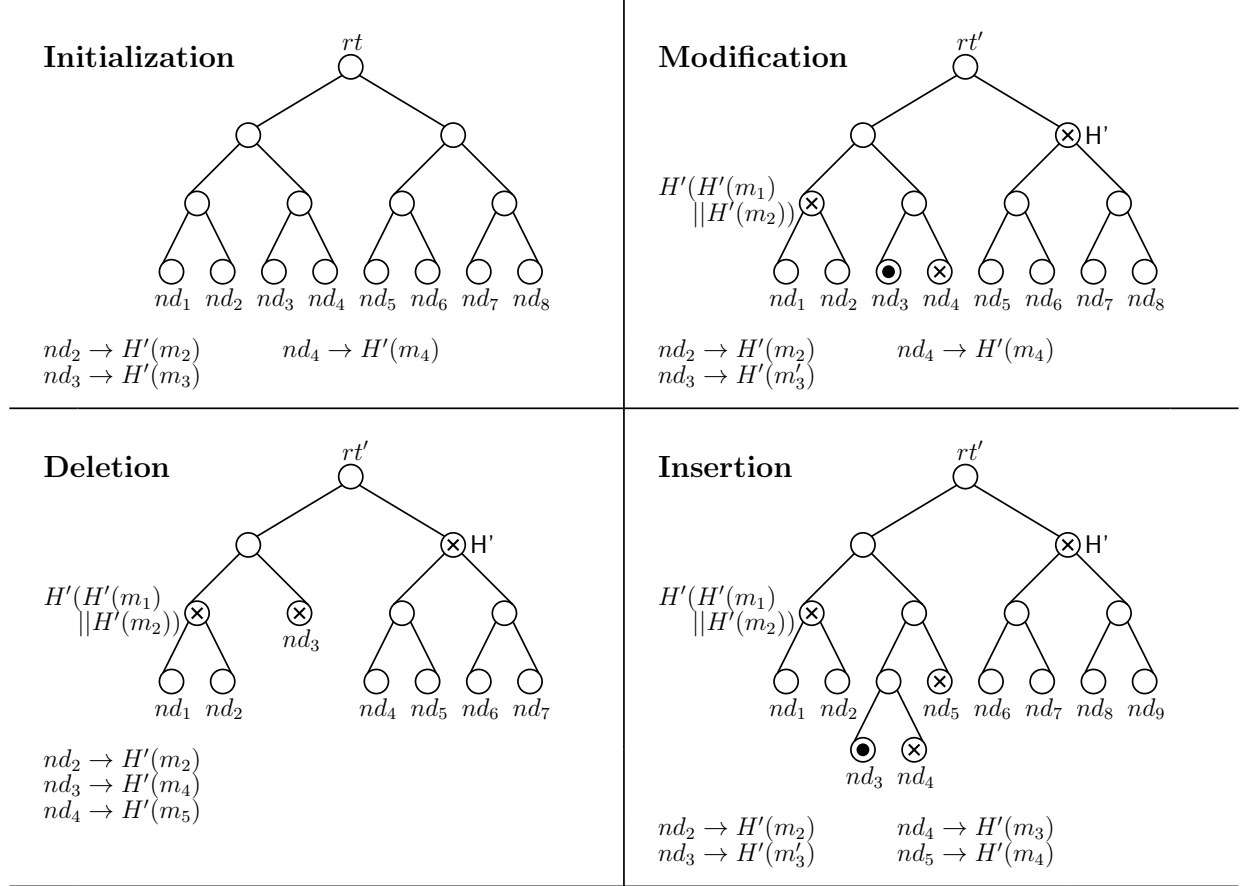 Initialization
rt
nd₁ nd₂ nd₃ nd₄ nd₅ nd₆ nd₇ nd₈
nd₂ → H′(m₂) nd₄ → H′(m₄)
nd₃ → H′(m₃)
Modification
rt′
H'
H′(H′(m₁)
||H′(m₂))
nd₁ nd₂ nd₃ nd₄ nd₅ nd₆ nd₇ nd₈
nd₂ → H′(m₂) nd₄ → H′(m₄)
nd₃ → H′(m′₃)
Deletion
rt′
H'
H′(H′(m₁)
||H′(m₂))
nd₃
nd₁ nd₂ nd₄ nd₅ nd₆ nd₇
nd₂ → H′(m₂)
nd₃ → H′(m₄)
nd₄ → H′(m₅)
Insertion
rt′
H'
H′(H′(m₁)
||H′(m₂))
nd₁ nd₂ nd₅ nd₆ nd₇ nd₈ nd₉
nd₃ nd₄
nd₂ → H′(m₂) nd₄ → H′(m₃)
nd₃ → H′(m′₃) nd₅ → H′(m₄)